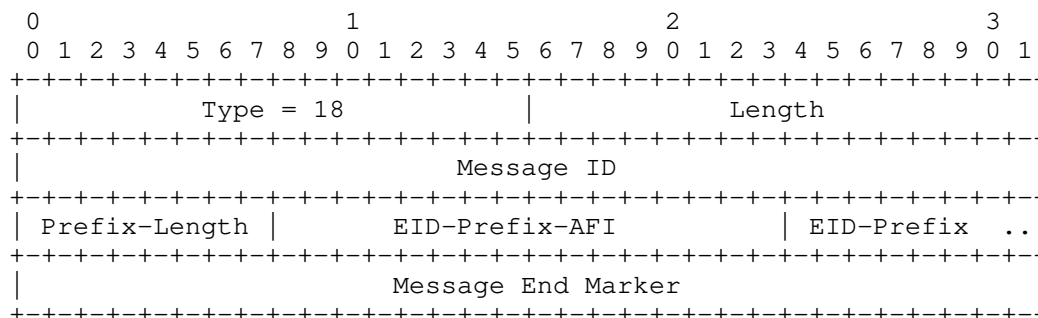 0                   1                   2                   3
 0 1 2 3 4 5 6 7 8 9 0 1 2 3 4 5 6 7 8 9 0 1 2 3 4 5 6 7 8 9 0 1
+-+-+-+-+-+-+-+-+-+-+-+-+-+-+-+-+-+-+-+-+-+-+-+-+-+-+-+-+-+-+-+-
|           Type = 18           |            Length
+-+-+-+-+-+-+-+-+-+-+-+-+-+-+-+-+-+-+-+-+-+-+-+-+-+-+-+-+-+-+-+-
|                           Message ID
+-+-+-+-+-+-+-+-+-+-+-+-+-+-+-+-+-+-+-+-+-+-+-+-+-+-+-+-+-+-+-+-
| Prefix-Length |       EID-Prefix-AFI          | EID-Prefix  ..
+-+-+-+-+-+-+-+-+-+-+-+-+-+-+-+-+-+-+-+-+-+-+-+-+-+-+-+-+-+-+-+-
|                       Message End Marker
+-+-+-+-+-+-+-+-+-+-+-+-+-+-+-+-+-+-+-+-+-+-+-+-+-+-+-+-+-+-+-+-